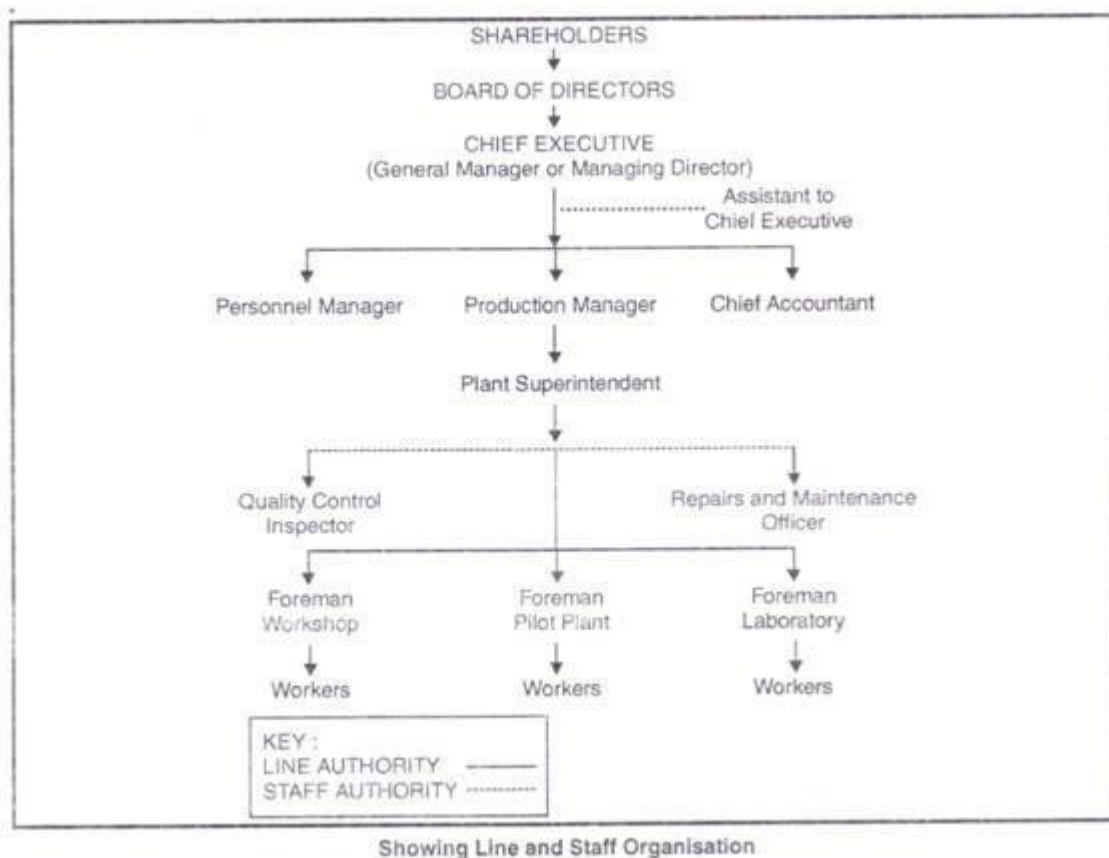 SHAREHOLDERS
BOARD OF DIRECTORS
CHIEF EXECUTIVE
(General Manager or Managing Director)
Assistant to
Chief Executive
Personnel Manager
Production Manager
Chief Accountant
Plant Superintendent
Quality Control
Inspector
Repairs and Maintenance
Officer
Foreman
Workshop
Foreman
Pilot Plant
Foreman
Laboratory
Workers
Workers
Workers
KEY :
LINE AUTHORITY
STAFF AUTHORITY
Showing Line and Staff Organisation